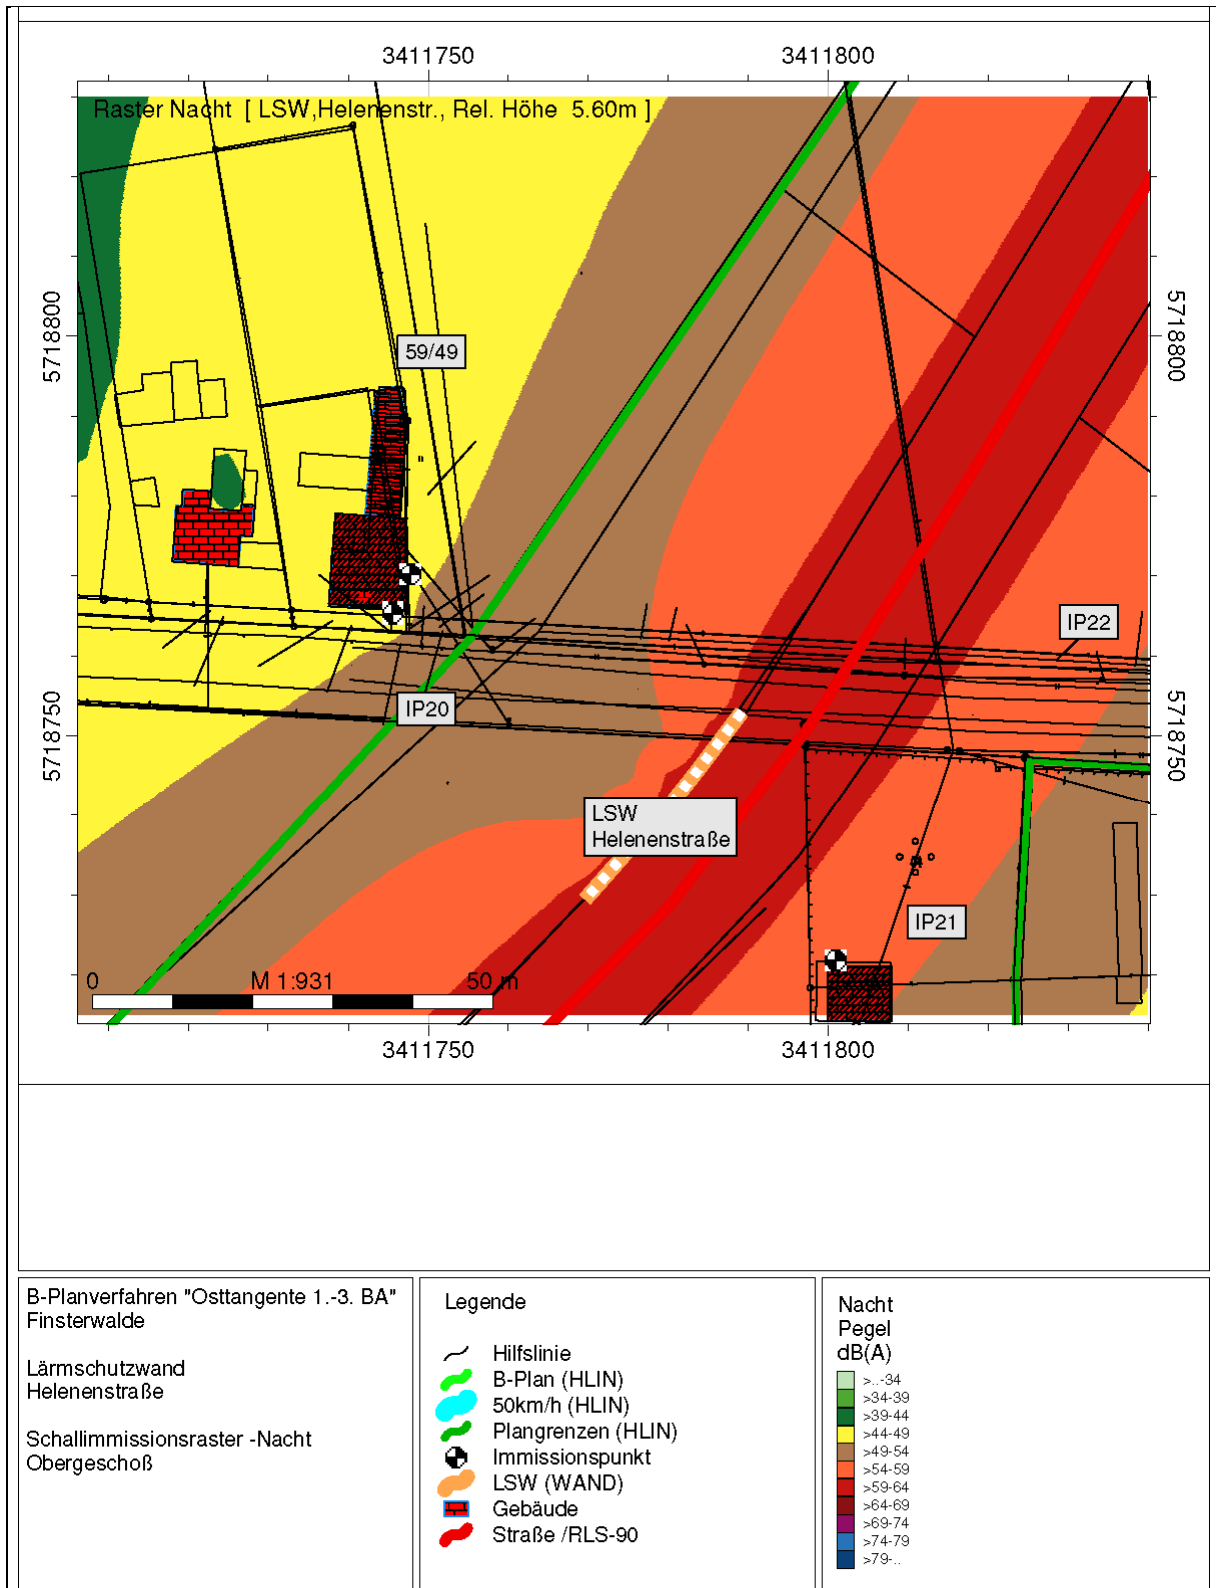 3411750
3411800
Raster Nacht [ LSW,Helenenstr., Rel. Höhe 5.60m ]
5718800
5718800
59/49
IP22
IP20
5718750
5718750
LSW
Helenenstraße
IP21
0
M 1:931
50 m
3411750
3411800
B-Planverfahren "Osttangente 1.-3. BA"
Finsterwalde
Lärmschutzwand
Helenenstraße
Schallimmissionsraster -Nacht
Obergeschoß
Legende
Hilfslinie
B-Plan (HLIN)
50km/h (HLIN)
Plangrenzen (HLIN)
Immissionspunkt
LSW (WAND)
Gebäude
Straße /RLS-90
Nacht
Pegel
dB(A)
>..-34
>34-39
>39-44
>44-49
>49-54
>54-59
>59-64
>64-69
>69-74
>74-79
>79-..